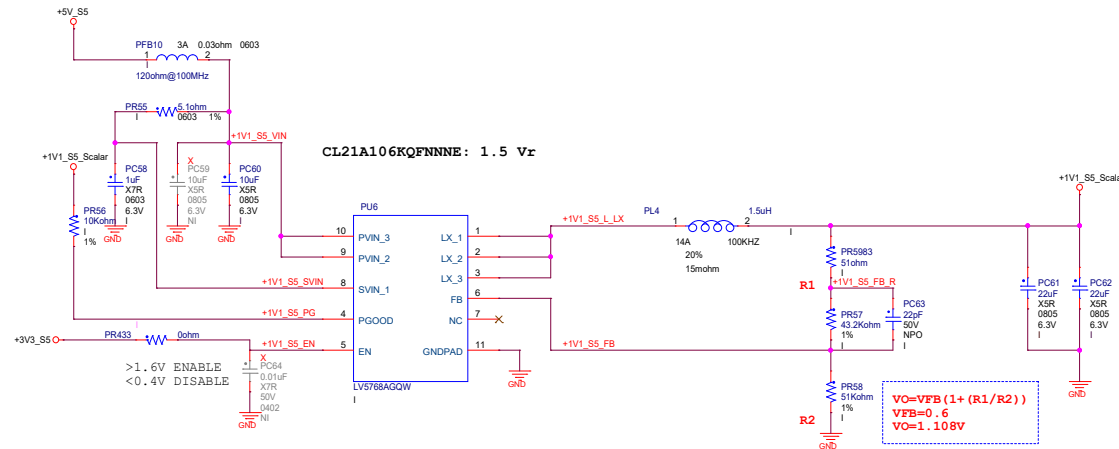 +5V_S5
PFB10 3A 0.03ohm 0603
1 2
I
120ohm@100MHz
PR55 5.1ohm
I 0603 1%
+1V1_S5_VIN
CL21A106KQFNNNE: 1.5 Vr
+1V1_S5_Scalar
PC58
1uF
X7R
0603
6.3V
I
GND
X
PC59
10uF
X5R
0805
6.3V
NI
GND
PC60
10uF
X5R
0805
6.3V
I
GND
PR56
10Kohm
I
1%
PU6
10 PVIN_3
9 PVIN_2
8 SVIN_1
4 PGOOD
5 EN
LX_1 1
LX_2 2
LX_3 3
FB 6
NC 7
GNDPAD 11
LV5768AGQW
I
GND
+1V1_S5_SVIN
+1V1_S5_PG
+1V1_S5_EN
+3V3_S5
PR433 0ohm
I
>1.6V ENABLE
<0.4V DISABLE
X
PC64
0.01uF
X7R
50V
0402
NI
GND
+1V1_S5_L_LX
PL4 1.5uH
1 2
14A 100KHZ I
20%
15mohm
+1V1_S5_FB
PR5983
51ohm
I
R1
+1V1_S5_FB_R
PR57
43.2Kohm
1%
I
PC63
22pF
50V
NPO
I
PR58
51Kohm
1%
I
R2
GND
+1V1_S5_Scala
PC61
22uF
X5R
0805
6.3V
I
PC62
22uF
X5R
0805
6.3V
I
GND
VO=VFB(1+(R1/R2))
VFB=0.6
VO=1.108V